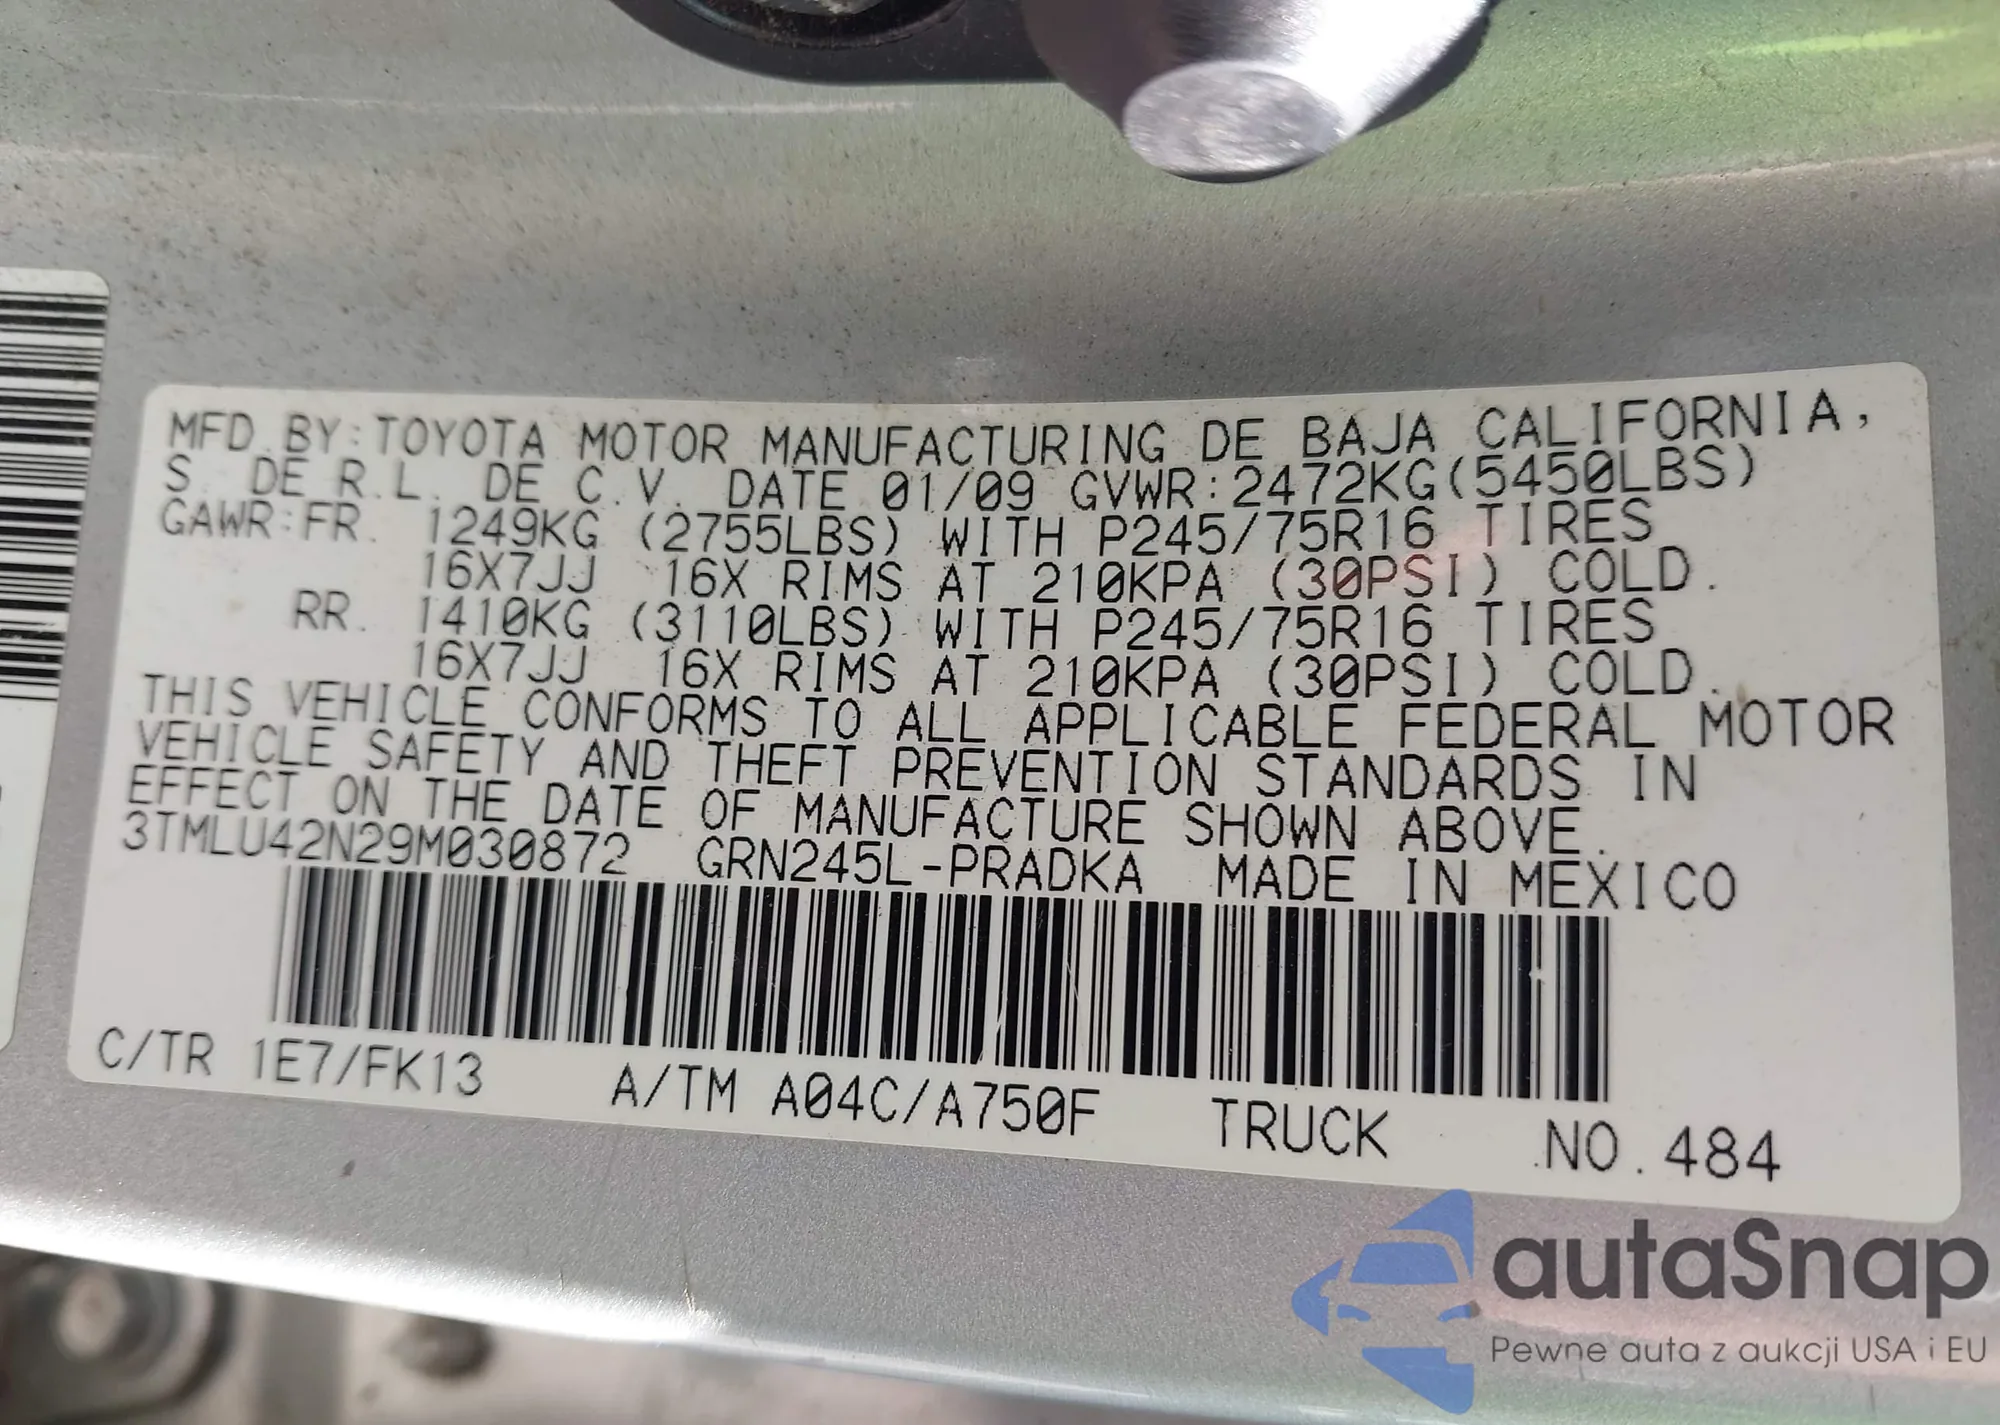 MFD.BY:TOYOTA MOTOR MANUFACTURING DE BAJA CALIFORNIA,
S. DE R.L. DE C.V. DATE 01/09 GVWR:2472KG(5450LBS)
GAWR:FR. 1249KG (2755LBS) WITH P245/75R16 TIRES
16X7JJ 16X RIMS AT 210KPA (30PSI) COLD.
RR. 1410KG (3110LBS) WITH P245/75R16 TIRES
16X7JJ 16X RIMS AT 210KPA (30PSI) COLD.
THIS VEHICLE CONFORMS TO ALL APPLICABLE FEDERAL MOTOR
VEHICLE SAFETY AND THEFT PREVENTION STANDARDS IN
EFFECT ON THE DATE OF MANUFACTURE SHOWN ABOVE.
3TMLU42N29M030872 GRN245L-PRADKA MADE IN MEXICO
C/TR 1E7/FK13 A/TM A04C/A750F TRUCK NO.484
autaSnap
Pewne auta z aukcji USA i EU